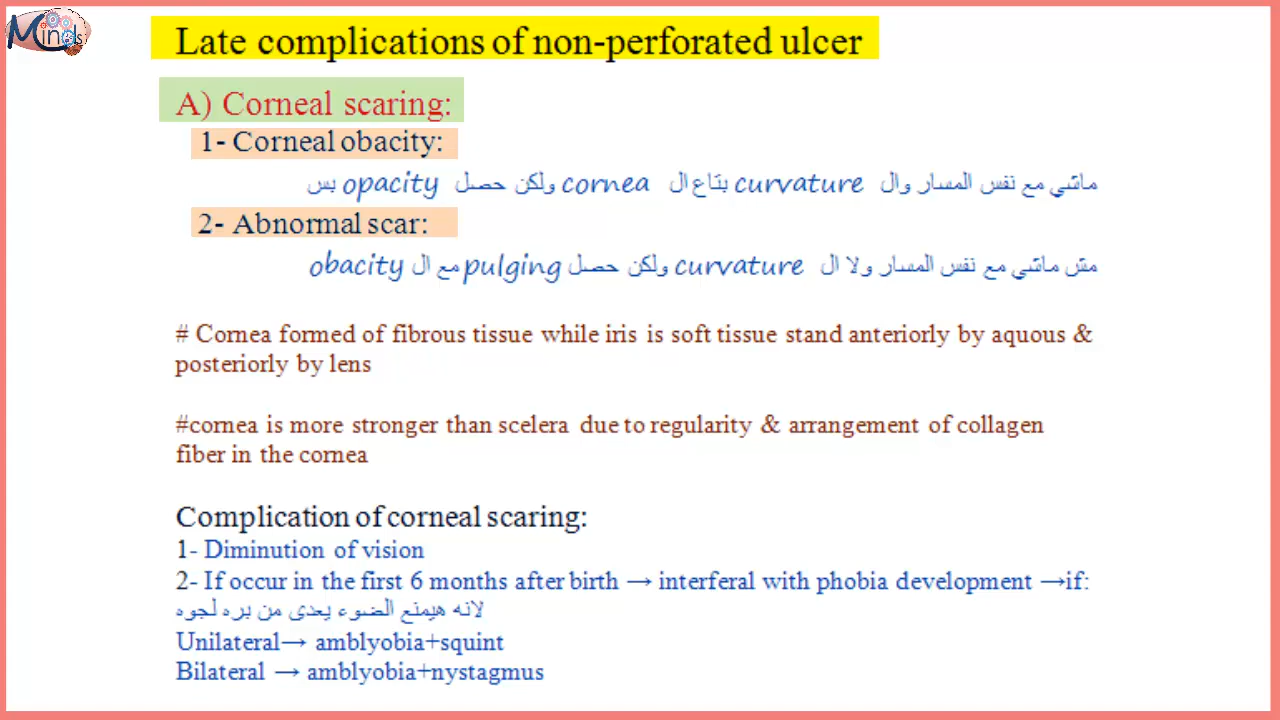 Minds
Late complications of non-perforated ulcer
A) Corneal scaring:
1- Corneal obacity:
ماشي مع نفس المسار وال curvature بتاع ال cornea ولكن حصل opacity بس
2- Abnormal scar:
مش ماشي مع نفس المسار ولا ال curvature ولكن حصل pulging مع ال obacity
# Cornea formed of fibrous tissue while iris is soft tissue stand anteriorly by aquous &
posteriorly by lens
#cornea is more stronger than scelera due to regularity & arrangement of collagen
fiber in the cornea
Complication of corneal scaring:
1- Diminution of vision
2- If occur in the first 6 months after birth → interferal with phobia development →if:
لانه هيمنع الضوء يعدى من بره لجوه
Unilateral→ amblyobia+squint
Bilateral → amblyobia+nystagmus